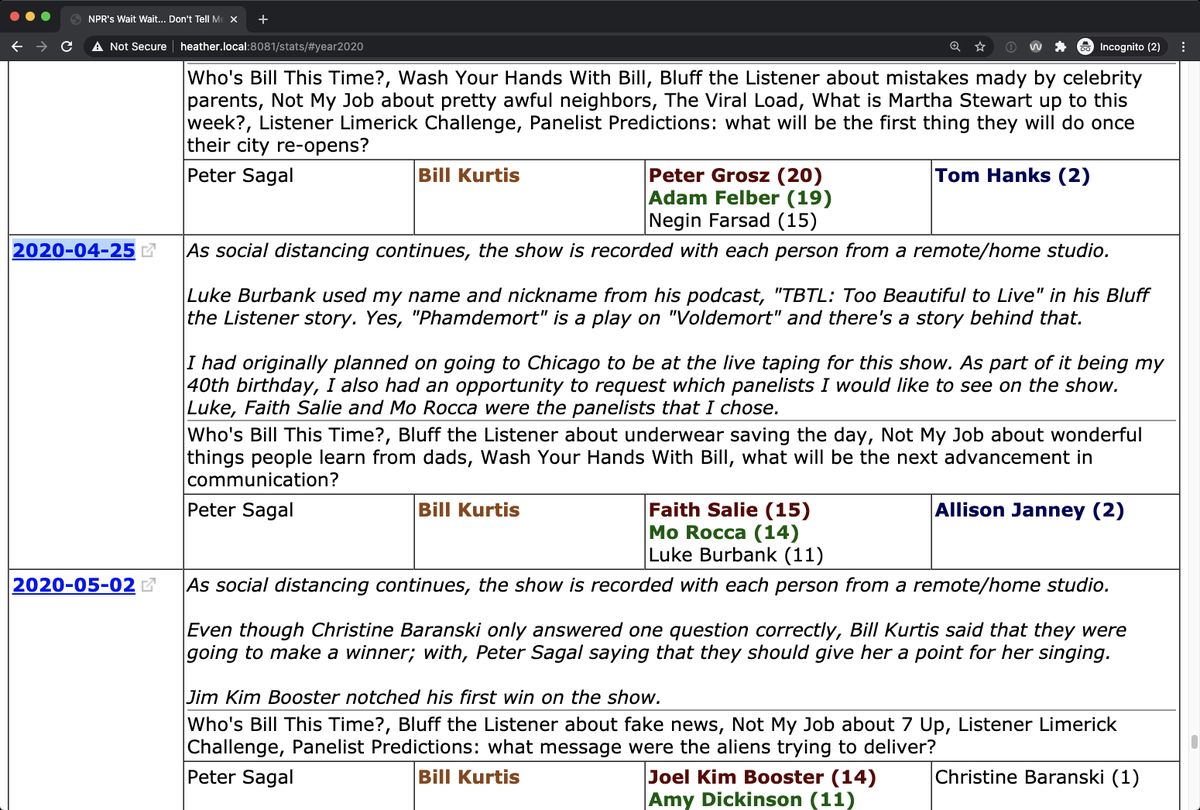 NPR's Wait Wait... Don't Tell M
Not Secure heather.local:8081/stats/#year2020 Incognito (2)
Who's Bill This Time?, Wash Your Hands With Bill, Bluff the Listener about mistakes mady by celebrity
parents, Not My Job about pretty awful neighbors, The Viral Load, What is Martha Stewart up to this
week?, Listener Limerick Challenge, Panelist Predictions: what will be the first thing they will do once
their city re-opens?
Peter Sagal Bill Kurtis Peter Grosz (20) Tom Hanks (2)
Adam Felber (19)
Negin Farsad (15)
2020-04-25 As social distancing continues, the show is recorded with each person from a remote/home studio.
Luke Burbank used my name and nickname from his podcast, "TBTL: Too Beautiful to Live" in his Bluff
the Listener story. Yes, "Phamdemort" is a play on "Voldemort" and there's a story behind that.
I had originally planned on going to Chicago to be at the live taping for this show. As part of it being my
40th birthday, I also had an opportunity to request which panelists I would like to see on the show.
Luke, Faith Salie and Mo Rocca were the panelists that I chose.
Who's Bill This Time?, Bluff the Listener about underwear saving the day, Not My Job about wonderful
things people learn from dads, Wash Your Hands With Bill, what will be the next advancement in
communication?
Peter Sagal Bill Kurtis Faith Salie (15) Allison Janney (2)
Mo Rocca (14)
Luke Burbank (11)
2020-05-02 As social distancing continues, the show is recorded with each person from a remote/home studio.
Even though Christine Baranski only answered one question correctly, Bill Kurtis said that they were
going to make a winner; with, Peter Sagal saying that they should give her a point for her singing.
Jim Kim Booster notched his first win on the show.
Who's Bill This Time?, Bluff the Listener about fake news, Not My Job about 7 Up, Listener Limerick
Challenge, Panelist Predictions: what message were the aliens trying to deliver?
Peter Sagal Bill Kurtis Joel Kim Booster (14) Christine Baranski (1)
Amy Dickinson (11)